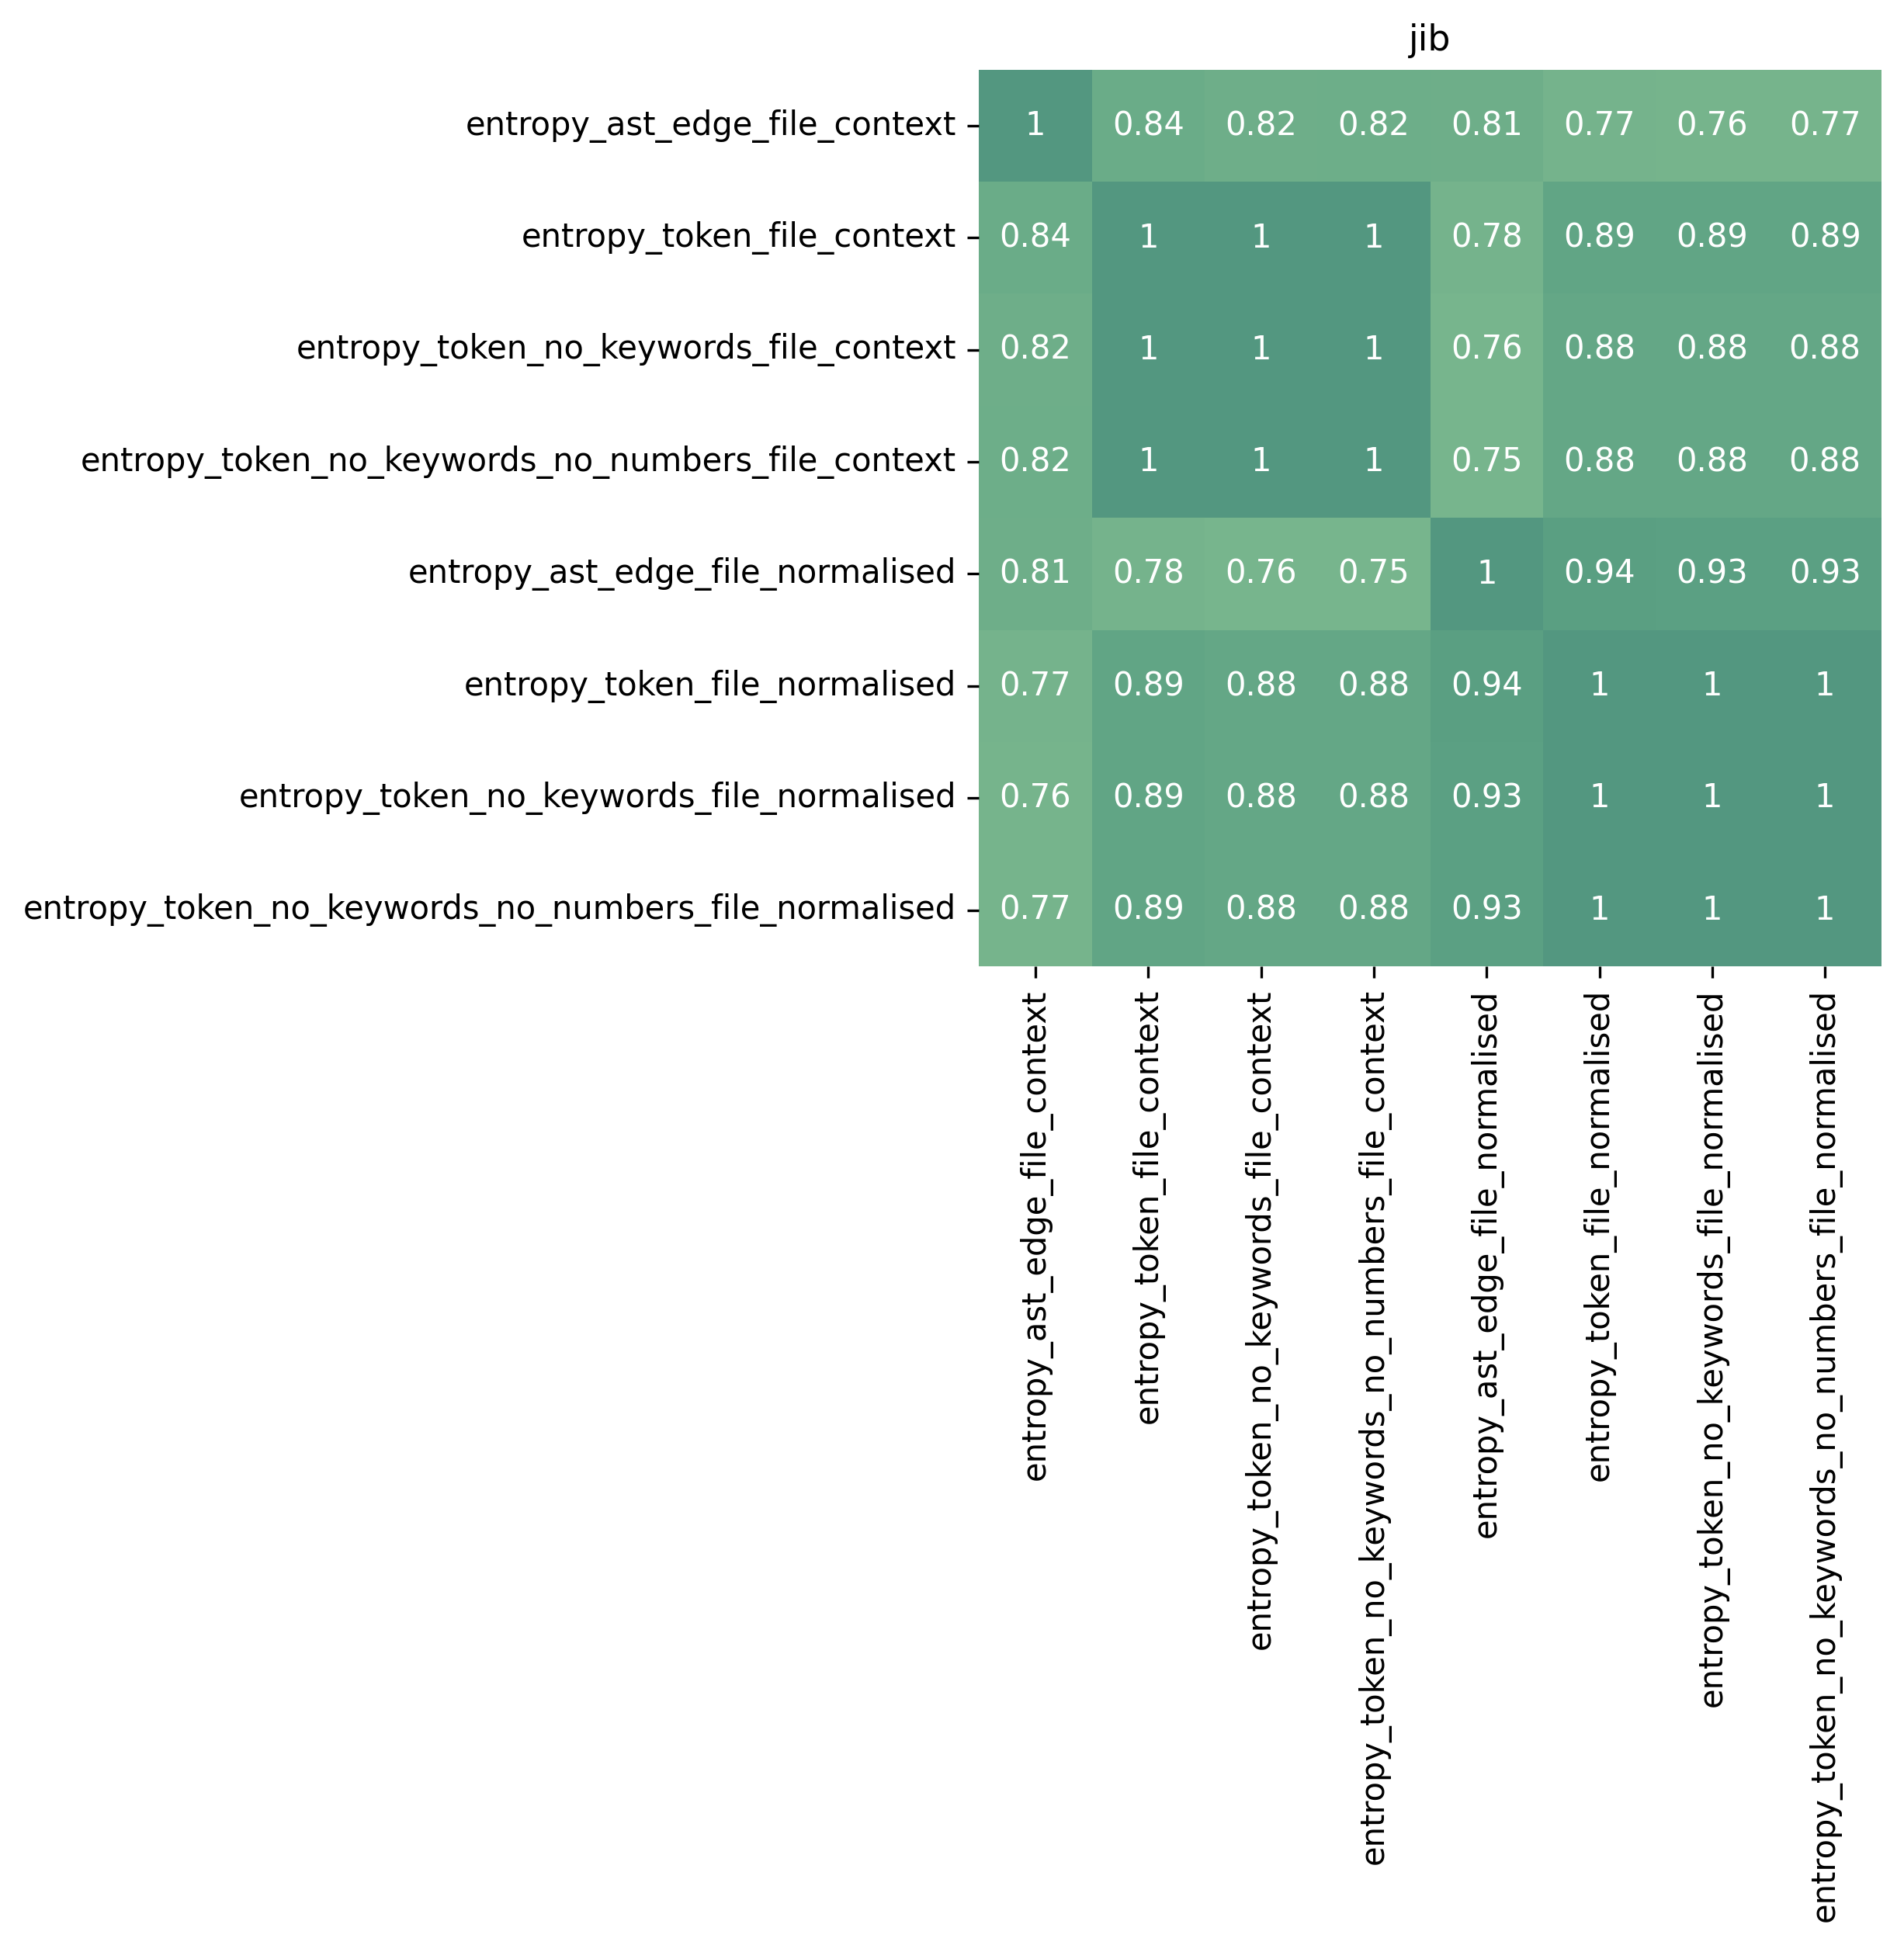 jib
entropy_ast_edge_file_context 1 0.84 0.82 0.82 0.81 0.77 0.76 0.77
entropy_token_file_context 0.84 1 1 1 0.78 0.89 0.89 0.89
entropy_token_no_keywords_file_context 0.82 1 1 1 0.76 0.88 0.88 0.88
entropy_token_no_keywords_no_numbers_file_context 0.82 1 1 1 0.75 0.88 0.88 0.88
entropy_ast_edge_file_normalised 0.81 0.78 0.76 0.75 1 0.94 0.93 0.93
entropy_token_file_normalised 0.77 0.89 0.88 0.88 0.94 1 1 1
entropy_token_no_keywords_file_normalised 0.76 0.89 0.88 0.88 0.93 1 1 1
entropy_token_no_keywords_no_numbers_file_normalised 0.77 0.89 0.88 0.88 0.93 1 1 1
entropy_ast_edge_file_context
entropy_token_file_context
entropy_token_no_keywords_file_context
entropy_token_no_keywords_no_numbers_file_context
entropy_ast_edge_file_normalised
entropy_token_file_normalised
entropy_token_no_keywords_file_normalised
entropy_token_no_keywords_no_numbers_file_normalised